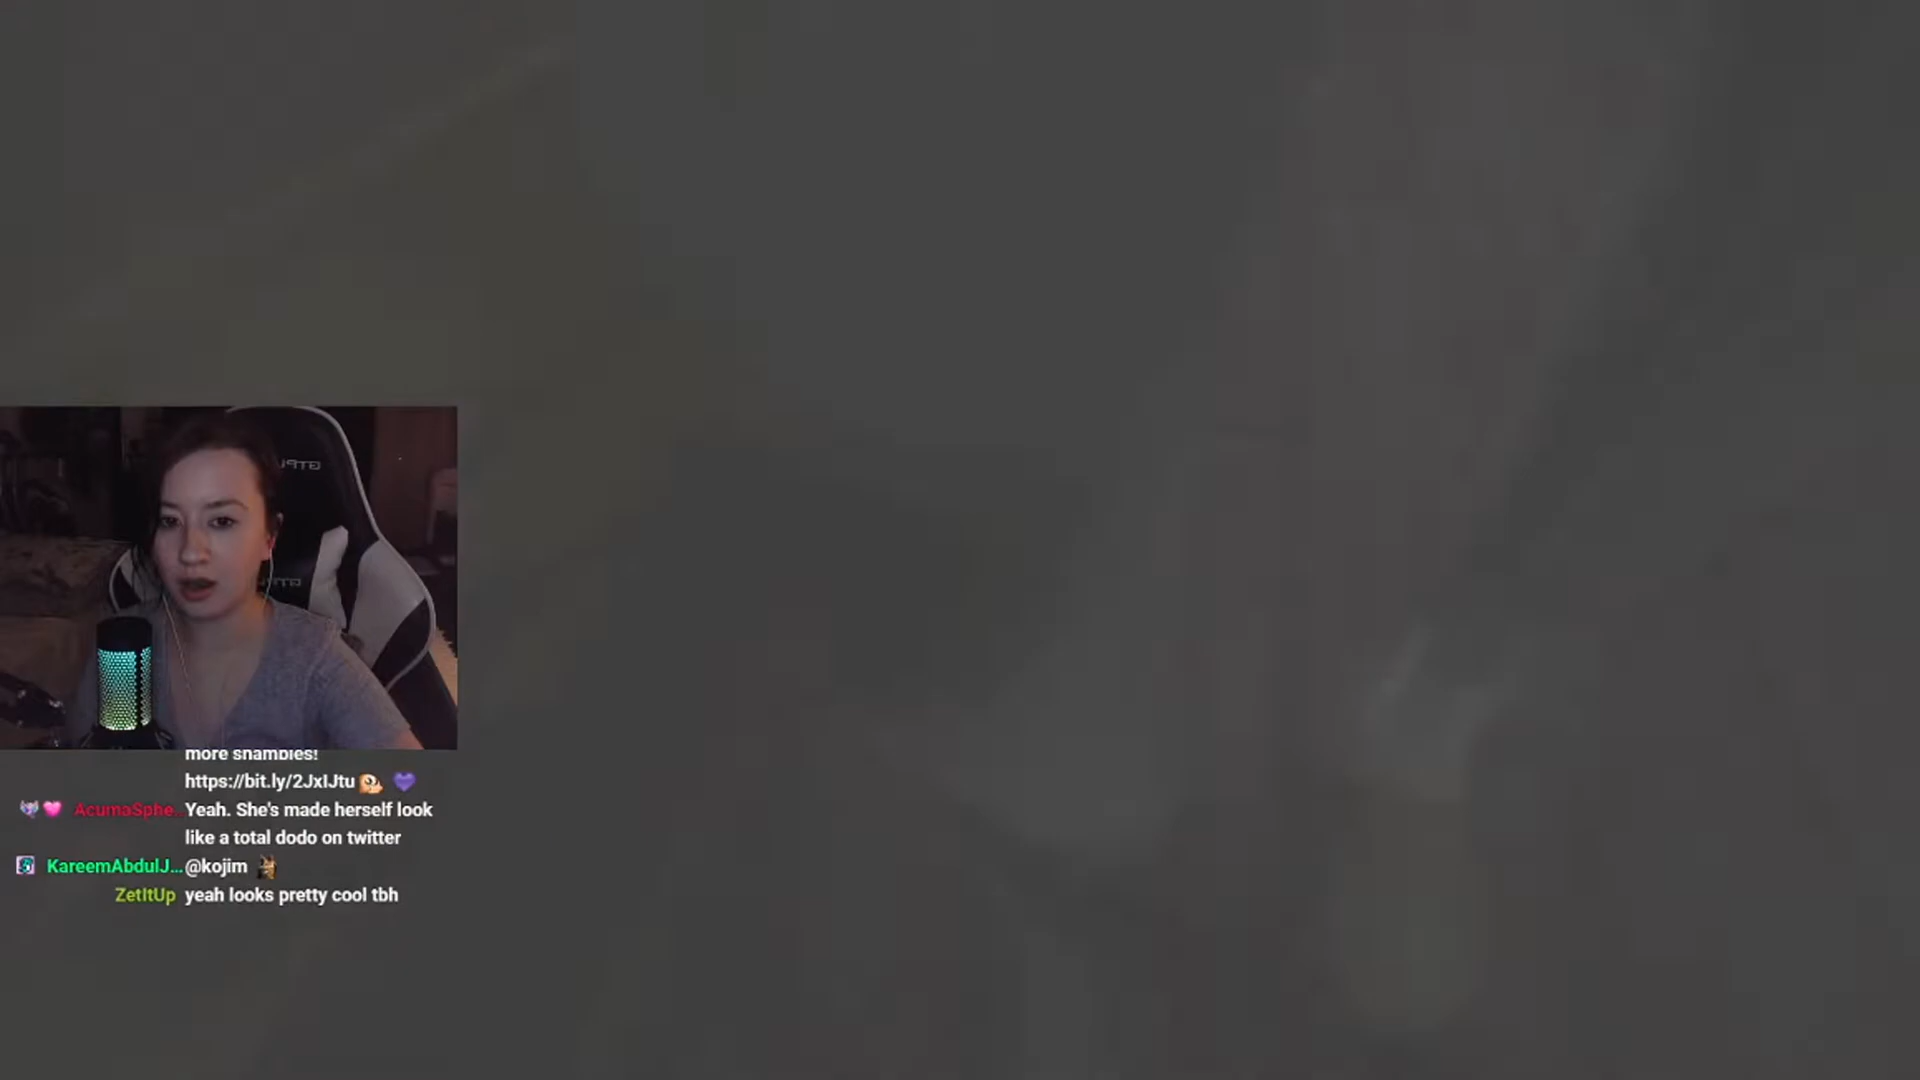 more shambles!
https://bit.ly/2JxIJtu
AcumaSphe... Yeah. She's made herself look
like a total dodo on twitter
KareemAbdulJ... @kojim
ZetItUp yeah looks pretty cool tbh